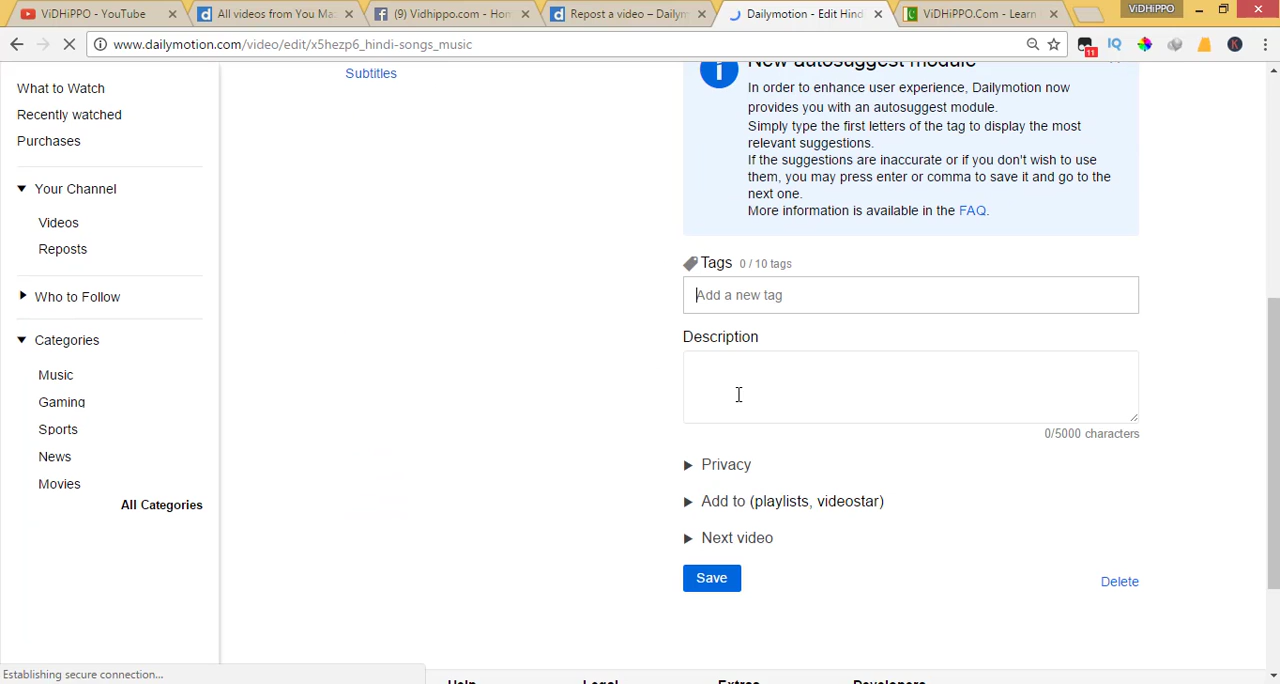 ViDHiPPO - YouTube
All videos from You Ma
(9) Vidhippo.com - Hon
Repost a video – Dailym
Dailymotion - Edit Hind
ViDHiPPO.Com - Learn
ViDHiPPO
www.dailymotion.com/video/edit/x5hezp6_hindi-songs_music
11
IQ
K
What to Watch
Recently watched
Purchases
Your Channel
Videos
Reposts
Who to Follow
Categories
Music
Gaming
Sports
News
Movies
All Categories
Subtitles
New autosuggest module
In order to enhance user experience, Dailymotion now
provides you with an autosuggest module.
Simply type the first letters of the tag to display the most
relevant suggestions.
If the suggestions are inaccurate or if you don't wish to use
them, you may press enter or comma to save it and go to the
next one.
More information is available in the FAQ.
Tags 0 / 10 tags
Add a new tag
Description
0/5000 characters
Privacy
Add to (playlists, videostar)
Next video
Save
Delete
Establishing secure connection...
Help
Legal
Extras
Developers